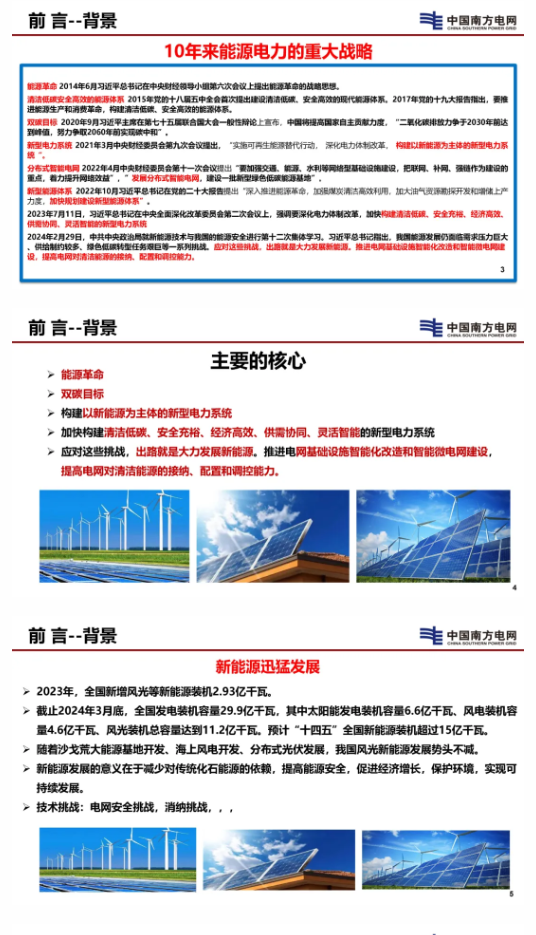 前 言--背景
中国南方电网
CHINA SOUTHERN POWER GRID
10年来能源电力的重大战略
能源革命 2014年6月习近平总书记在中央财经领导小组第六次会议上提出能源革命的战略思想。
清洁低碳安全高效的能源体系 2015年党的十八届五中全会首次提出建设清洁低碳、安全高效的现代能源体系。2017年党的十九大报告指出，要推
进能源生产和消费革命，构建清洁低碳、安全高效的能源体系。
双碳目标 2020年9月习近平主席在第七十五届联合国大会一般性辩论上宣布，中国将提高国家自主贡献力度，“二氧化碳排放力争于2030年前达
到峰值，努力争取2060年前实现碳中和”。
新型电力系统 2021年3月中央财经委员会第九次会议提出，“实施可再生能源替代行动、 深化电力体制改革， 构建以新能源为主体的新型电力系
统 ”。
分布式智能电网 2022年4月中央财经委员会第十一次会议提出“要加强交通、能源、水利等网络型基础设施建设，把联网、补网、强链作为建设的
重点，着力提升网络效益”，“发展分布式智能电网，建设一批新型绿色低碳能源基地”。
新型能源体系 2022年10月习近平总书记在党的二十大报告提出“深入推进能源革命，加强煤炭清洁高效利用，加大油气资源勘探开发和增储上产
力度，加快规划建设新型能源体系”。
2023年7月11日，习近平总书记在中央全面深化改革委员会第二次会议上，强调要深化电力体制改革，加快构建清洁低碳、安全充裕、经济高效、
供需协同、灵活智能的新型电力系统
2024年2月29日，中共中央政治局就新能源技术与我国的能源安全进行第十二次集体学习。习近平总书记指出，我国能源发展仍面临需求压力巨大
、供给制约较多、绿色低碳转型任务艰巨等一系列挑战。应对这些挑战，出路就是大力发展新能源。推进电网基础设施智能化改造和智能微电网建
设，提高电网对清洁能源的接纳、配置和调控能力。
3
前 言--背景
中国南方电网
CHINA SOUTHERN POWER GRID
主要的核心
➢ 能源革命
➢ 双碳目标
➢ 构建以新能源为主体的新型电力系统
➢ 加快构建清洁低碳、安全充裕、经济高效、供需协同、灵活智能的新型电力系统
➢ 应对这些挑战，出路就是大力发展新能源。推进电网基础设施智能化改造和智能微电网建设，
提高电网对清洁能源的接纳、配置和调控能力。
4
前 言--背景
中国南方电网
CHINA SOUTHERN POWER GRID
新能源迅猛发展
➢ 2023年，全国新增风光等新能源装机2.93亿千瓦。
➢ 截止2024年3月底，全国发电装机容量29.9亿千瓦，其中太阳能发电装机容量6.6亿千瓦、风电装机容
量4.6亿千瓦、风光装机总容量达到11.2亿千瓦。预计“十四五”全国新能源装机超过15亿千瓦。
➢ 随着沙戈荒大能源基地开发、海上风电开发、分布式光伏发展，我国风光新能源发展势头不减。
➢ 新能源发展的意义在于减少对传统化石能源的依赖，提高能源安全，促进经济增长，保护环境，实现可
持续发展。
➢ 技术挑战：电网安全挑战，消纳挑战，，，
5